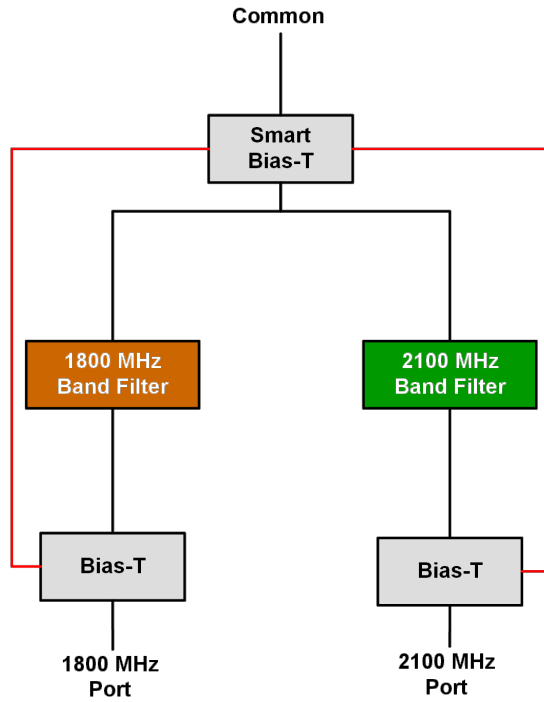 Common
Smart
Bias-T
1800 MHz
Band Filter
2100 MHz
Band Filter
Bias-T
Bias-T
1800 MHz
Port
2100 MHz
Port